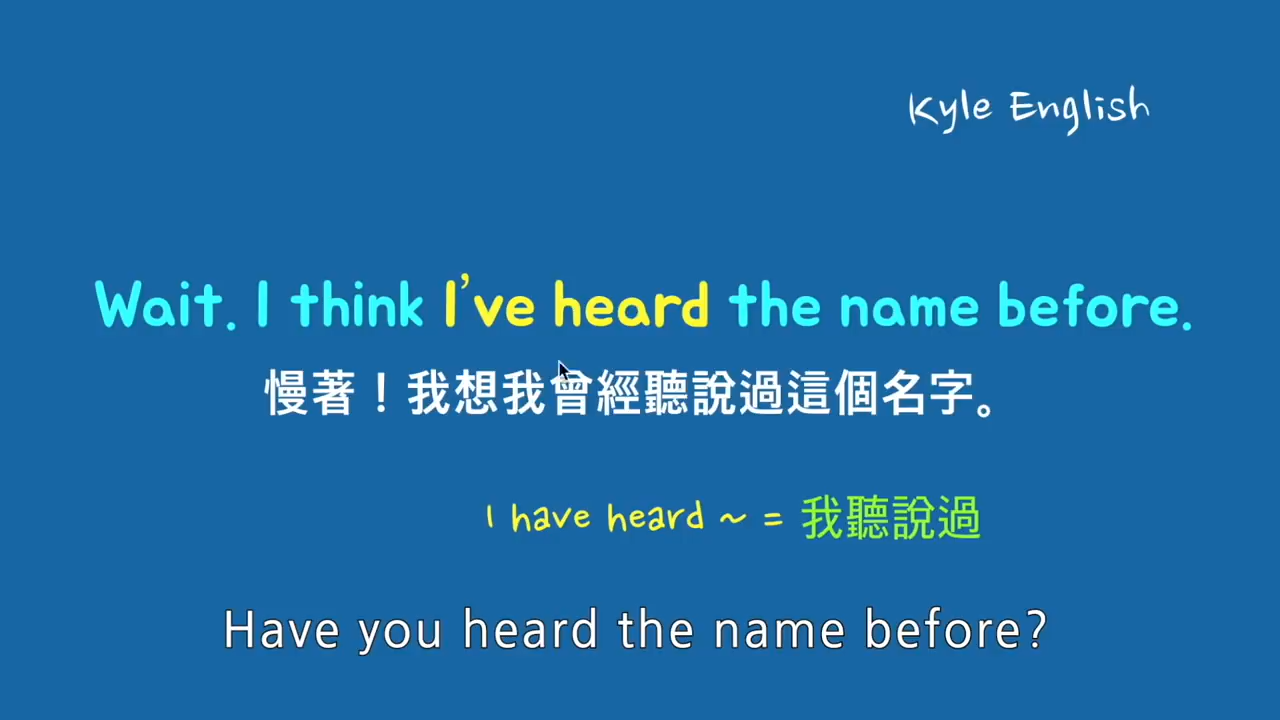 Kyle English
Wait. I think I've heard the name before.
慢著！我想我曾經聽說過這個名字。
I have heard ~ = 我聽說過
Have you heard the name before?